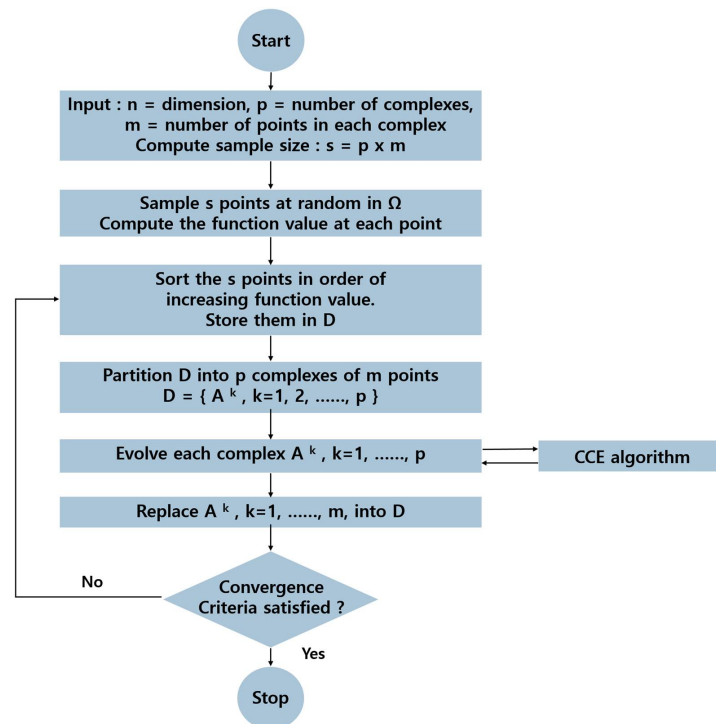 Start
Input : n = dimension, p = number of complexes,
m = number of points in each complex
Compute sample size : s = p x m
Sample s points at random in Ω
Compute the function value at each point
Sort the s points in order of
increasing function value.
Store them in D
Partition D into p complexes of m points
D = { A ᵏ , k=1, 2, ......, p }
Evolve each complex A ᵏ , k=1, ......, p
CCE algorithm
Replace A ᵏ , k=1, ......, m, into D
No
Convergence
Criteria satisfied ?
Yes
Stop